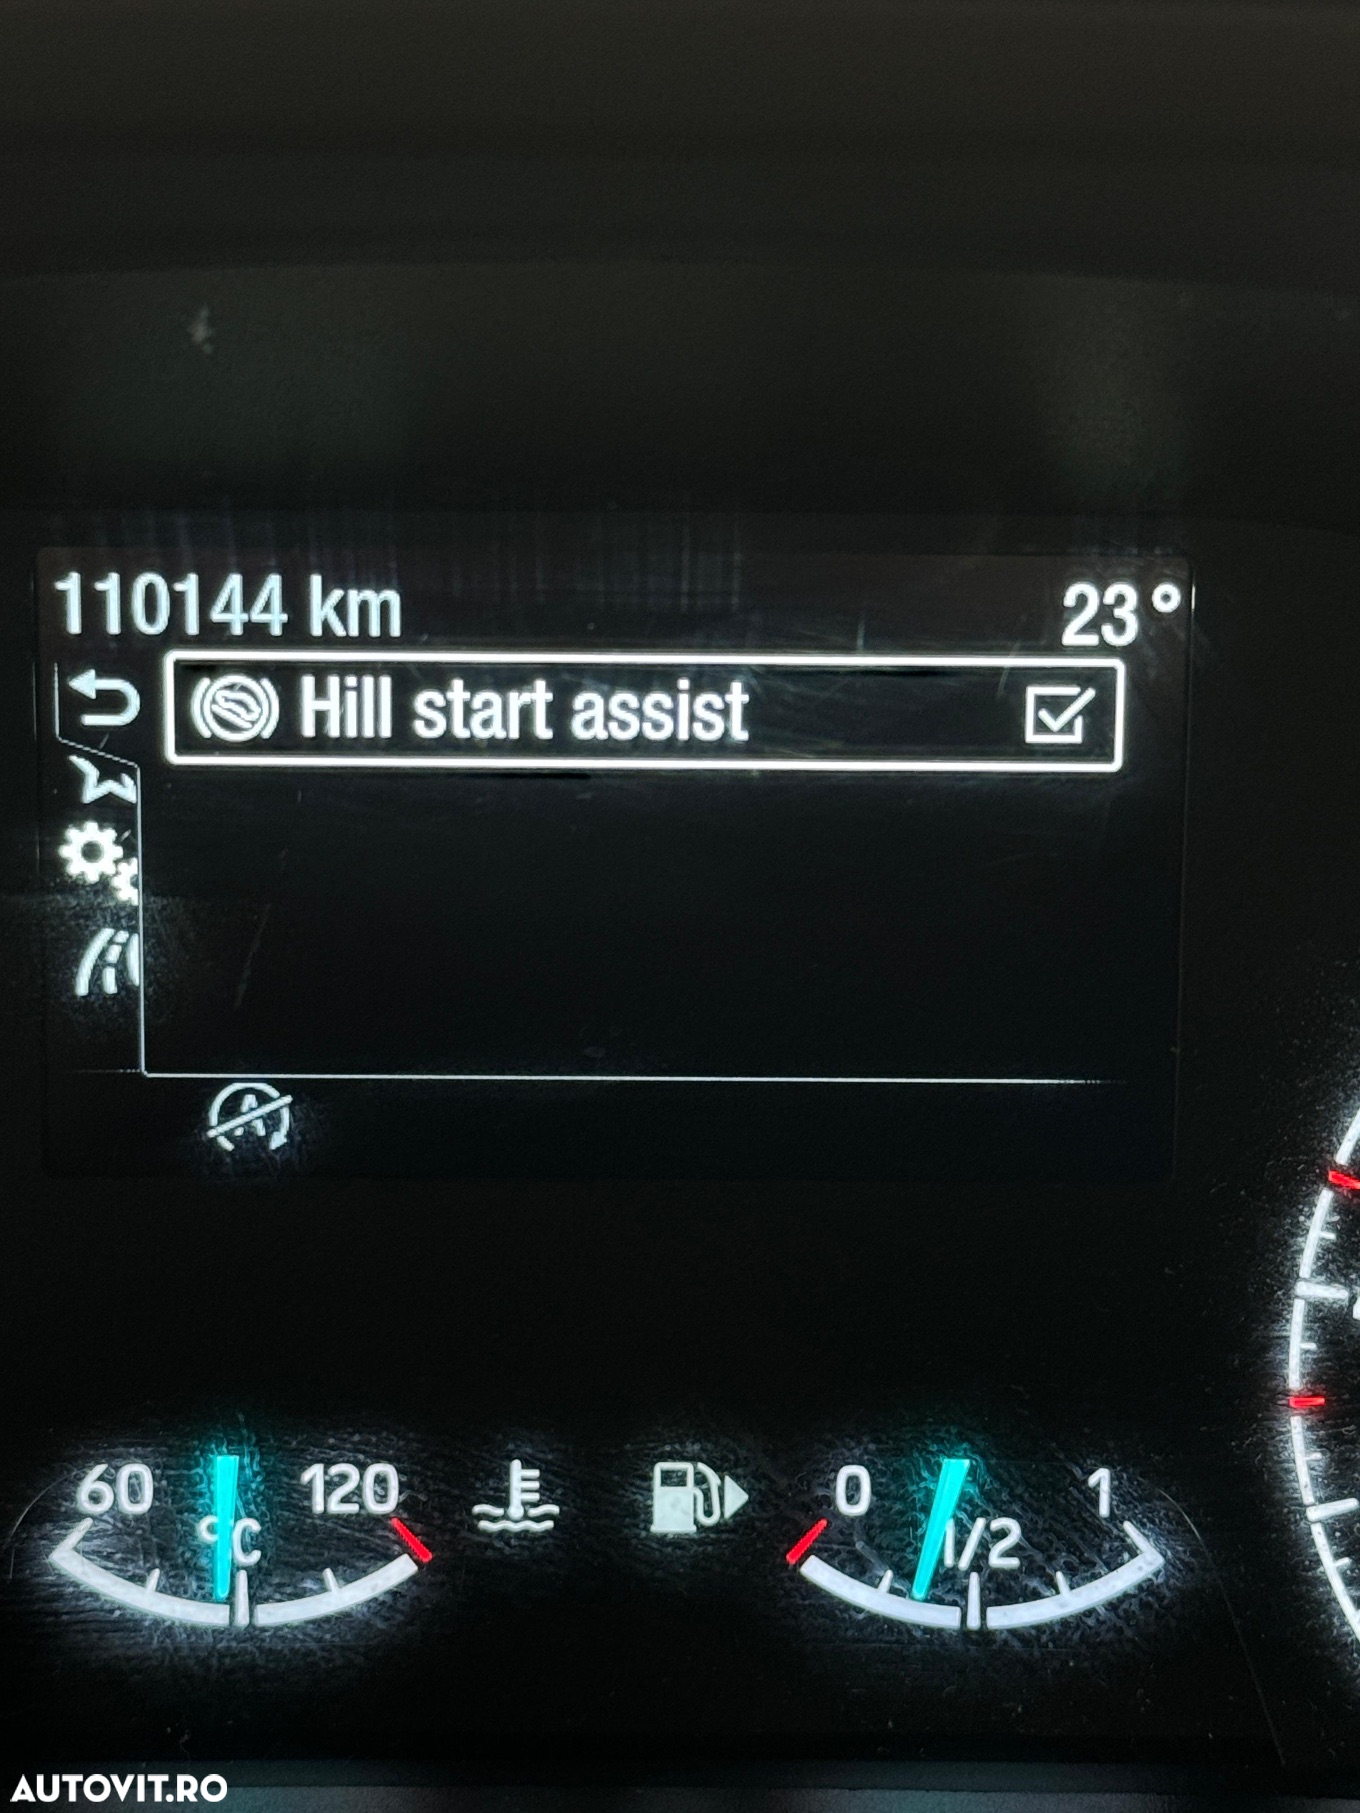 110144 km 23°
Hill start assist
A
60 120
°C
0 1
1/2
AUTOVIT.RO